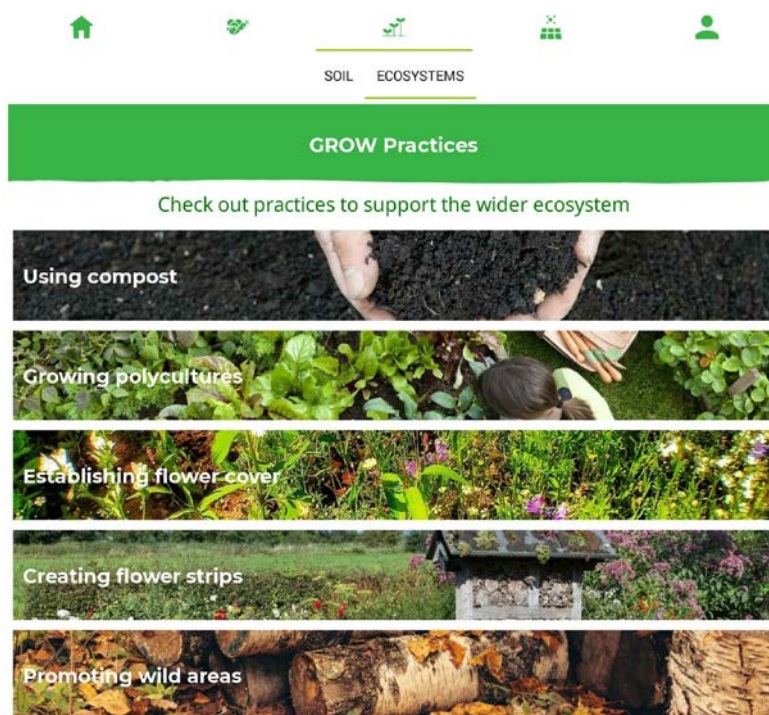 SOIL ECOSYSTEMS
GROW Practices
Check out practices to support the wider ecosystem
Using compost
Growing polycultures
Establishing flower cover
Creating flower strips
Promoting wild areas